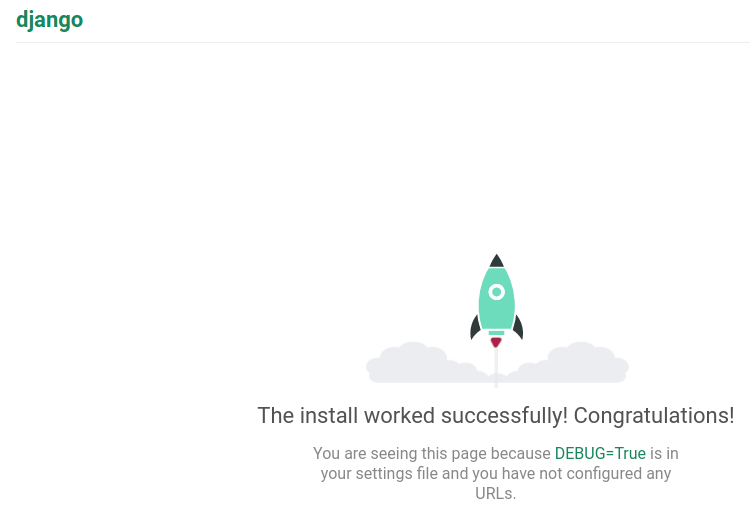 django
The install worked successfully! Congratulations!
You are seeing this page because DEBUG=True is in
your settings file and you have not configured any
URLs.